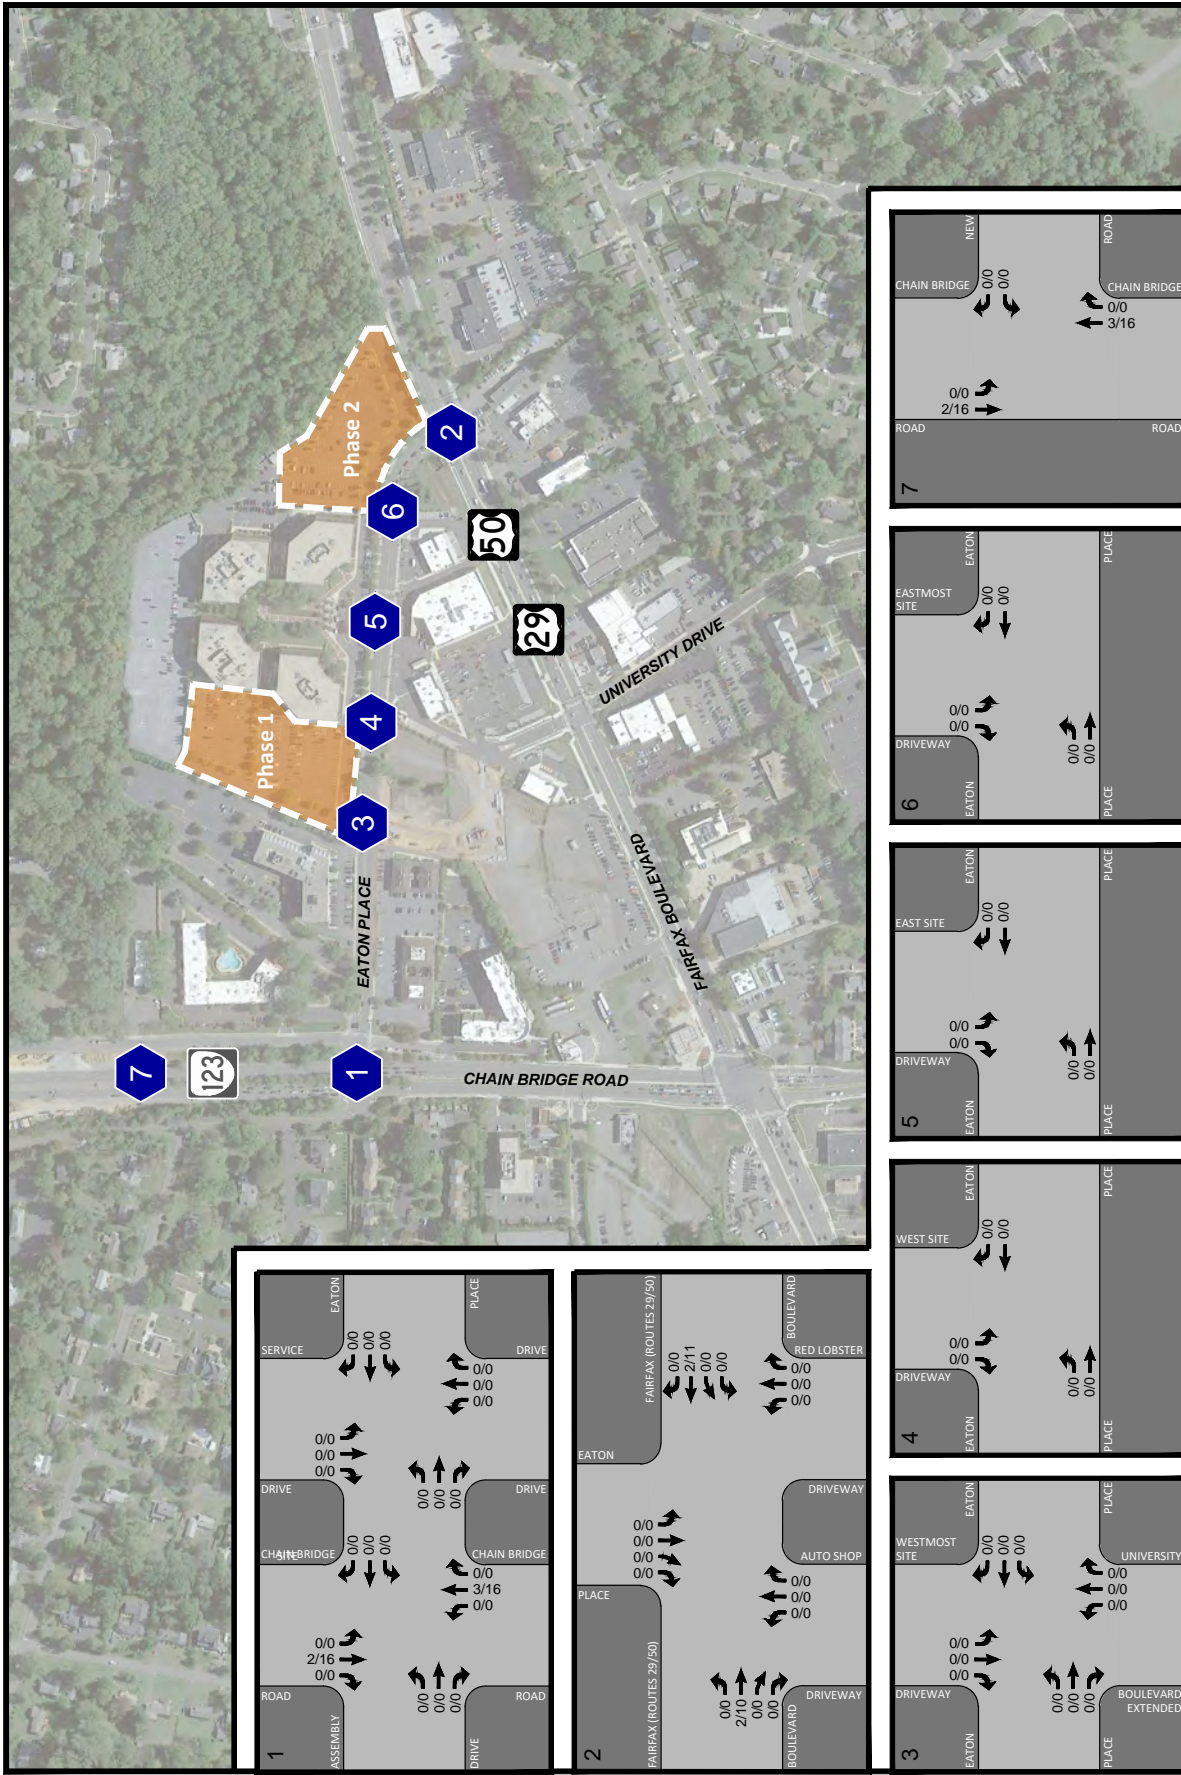 Phase 1
Phase 2
7
123
1
3
4
5
6
2
50
29
EATON PLACE
CHAIN BRIDGE ROAD
FAIRFAX BOULEVARD
UNIVERSITY DRIVE
1
ROAD
ASSEMBLY
CHAIN BRIDGE
SITE
DRIVE
SERVICE
EATON
0/0
2/16
0/0
0/0
0/0
0/0
0/0
0/0
0/0
0/0
0/0
0/0
0/0
0/0
0/0
0/0
3/16
0/0
0/0
0/0
0/0
0/0
0/0
0/0
DRIVE
ROAD
CHAIN BRIDGE
DRIVE
DRIVE
PLACE
2
FAIRFAX (ROUTES 29/50)
PLACE
EATON
FAIRFAX (ROUTES 29/50)
0/0
0/0
0/0
0/0
0/0
2/11
0/0
0/0
0/0
2/10
0/0
0/0
0/0
0/0
0/0
0/0
0/0
0/0
BOULEVARD
DRIVEWAY
AUTO SHOP
DRIVEWAY
RED LOBSTER
BOULEVARD
3
EATON
DRIVEWAY
WESTMOST
SITE
EATON
0/0
0/0
0/0
0/0
0/0
0/0
0/0
0/0
0/0
0/0
0/0
0/0
PLACE
BOULEVARD
EXTENDED
UNIVERSITY
PLACE
4
EATON
DRIVEWAY
WEST SITE
EATON
0/0
0/0
0/0
0/0
0/0
0/0
PLACE
PLACE
5
EATON
DRIVEWAY
EAST SITE
EATON
0/0
0/0
0/0
0/0
0/0
0/0
PLACE
PLACE
6
EATON
DRIVEWAY
EASTMOST
SITE
EATON
0/0
0/0
0/0
0/0
0/0
0/0
PLACE
PLACE
7
ROAD
CHAIN BRIDGE
NEW
0/0
2/16
0/0
0/0
0/0
3/16
ROAD
CHAIN BRIDGE
ROAD